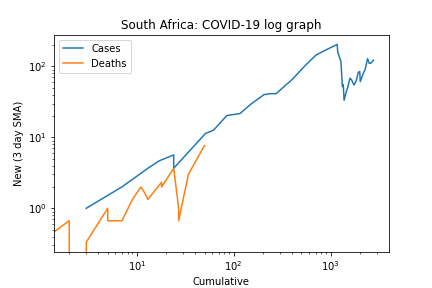 South Africa: COVID-19 log graph
Cases
Deaths
New (3 day SMA)
10²
10¹
10⁰
10¹
10²
10³
Cumulative